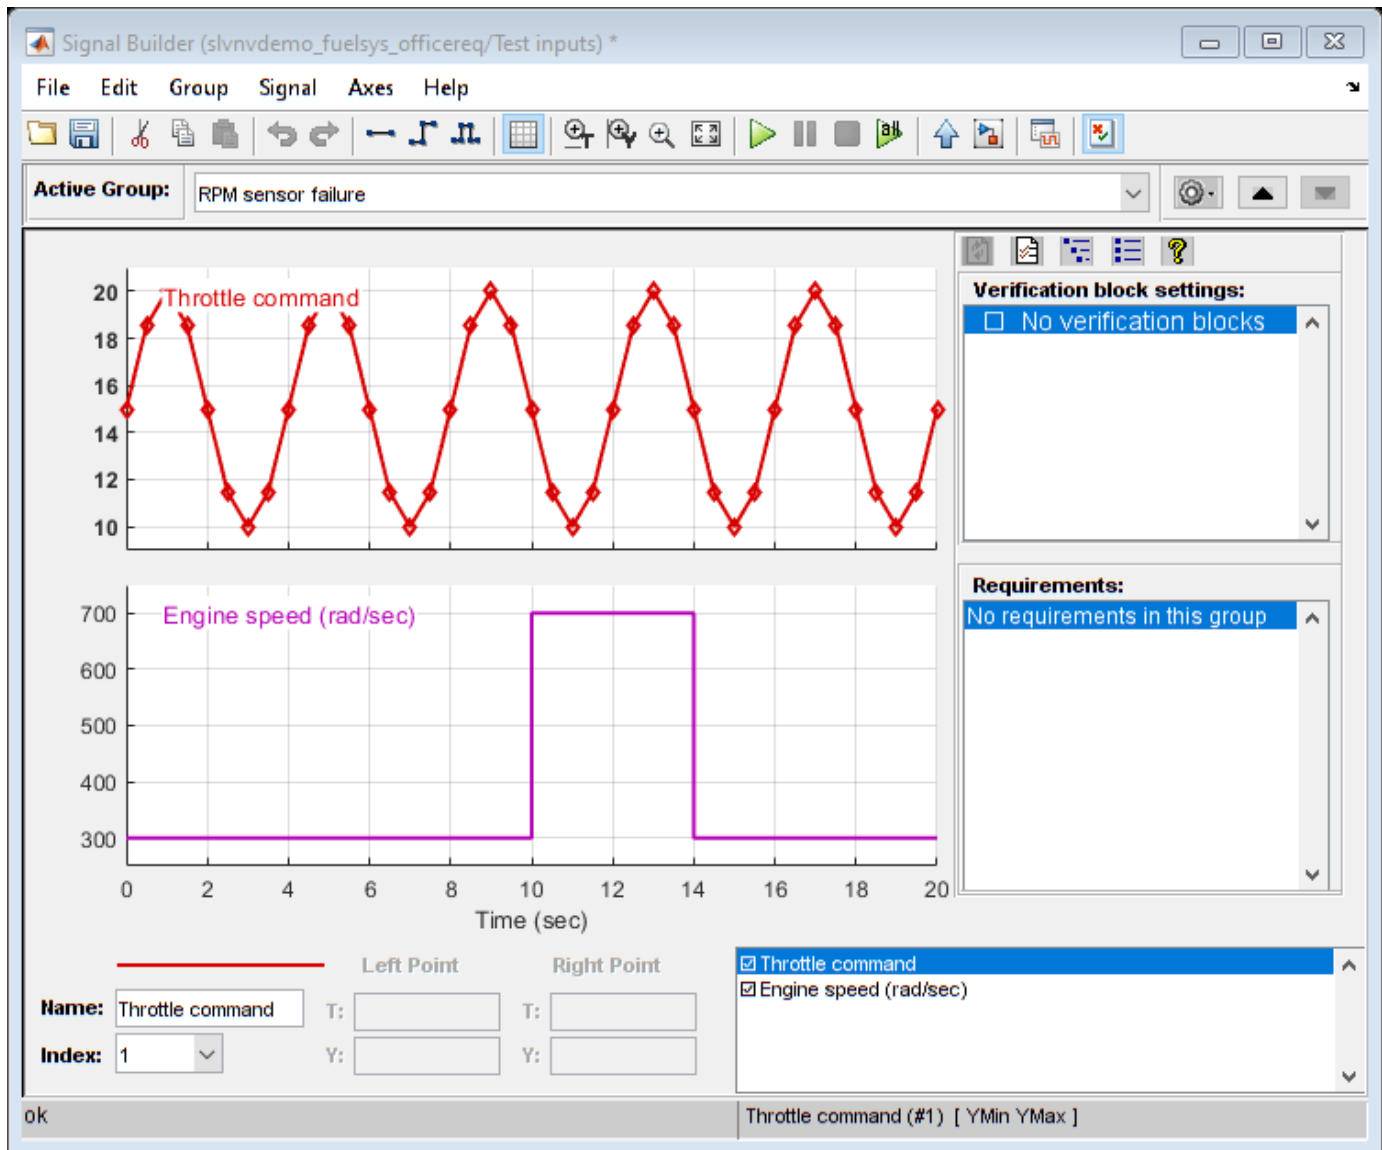 Signal Builder (slvnvdemo_fuelsys_officereq/Test inputs) *
File Edit Group Signal Axes Help
Active Group: RPM sensor failure
Verification block settings:
No verification blocks
Requirements:
No requirements in this group
Throttle command
20
18
16
14
12
10
Engine speed (rad/sec)
700
600
500
400
300
0 2 4 6 8 10 12 14 16 18 20
Time (sec)
Left Point Right Point
Name: Throttle command T: T:
Index: 1 Y: Y:
Throttle command
Engine speed (rad/sec)
ok
Throttle command (#1) [ YMin YMax ]